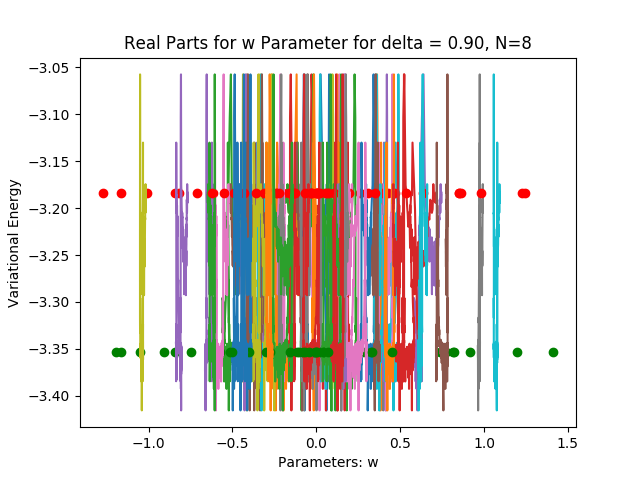 Real Parts for w Parameter for delta = 0.90, N=8
Variational Energy
−3.05
−3.10
−3.15
−3.20
−3.25
−3.30
−3.35
−3.40
−1.0 −0.5 0.0 0.5 1.0 1.5
Parameters: w